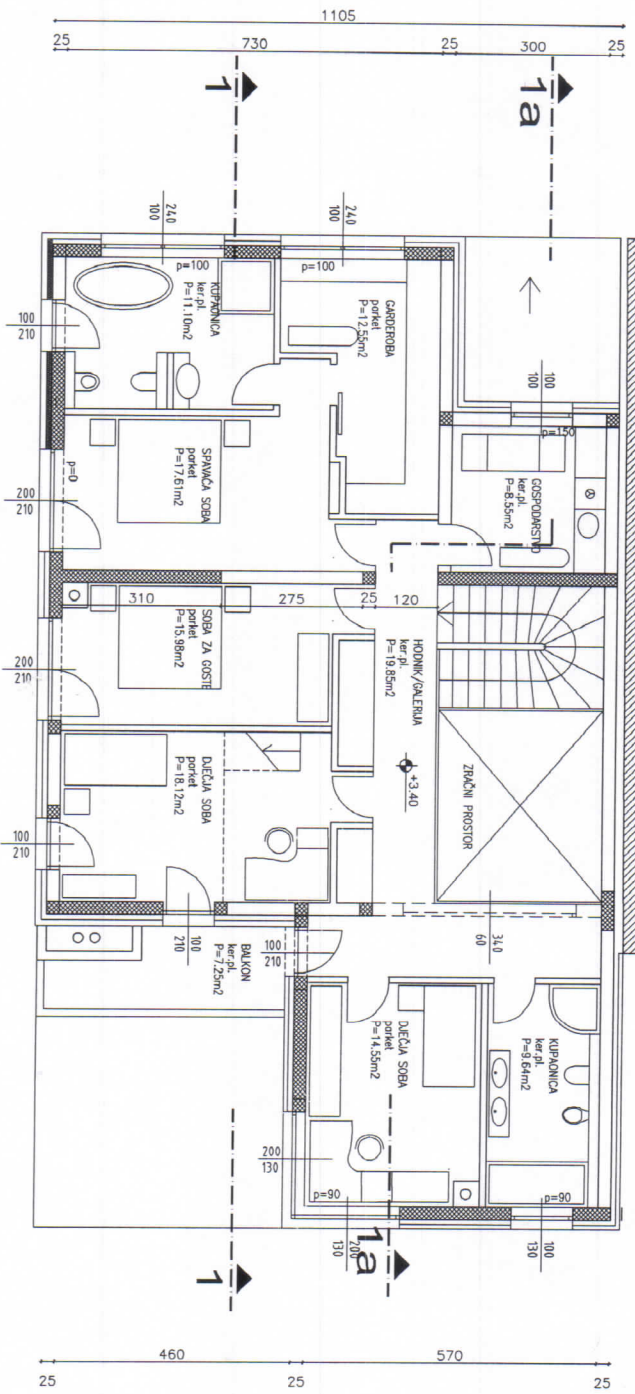 1105
25
730
25
300
25
1
1a
240
100
240
100
p=100
p=100
KUPAONICA
ker.pl.
P=11.10m2
GARDEROBA
parket
P=12.55m2
100
100
p=150
GOSPODARSTVO
ker.pl.
P=8.55m2
100
210
SPAVAĆA SOBA
parket
P=17.61m2
p=0
200
210
310
275
25
120
SOBA ZA GOSTE
parket
P=15.98m2
HODNIK/GALERIJA
ker.pl.
P=19.85m2
200
210
+3.40
ZRAČNI PROSTOR
DJEČJA SOBA
parket
P=18.12m2
100
210
100
210
BALKON
ker.pl.
P=7.25m2
100
210
340
60
DJEČJA SOBA
parket
P=14.55m2
KUPAONICA
ker.pl.
P=9.64m2
200
130
p=90
p=90
200
130
100
130
1
1a
25
460
25
570
25